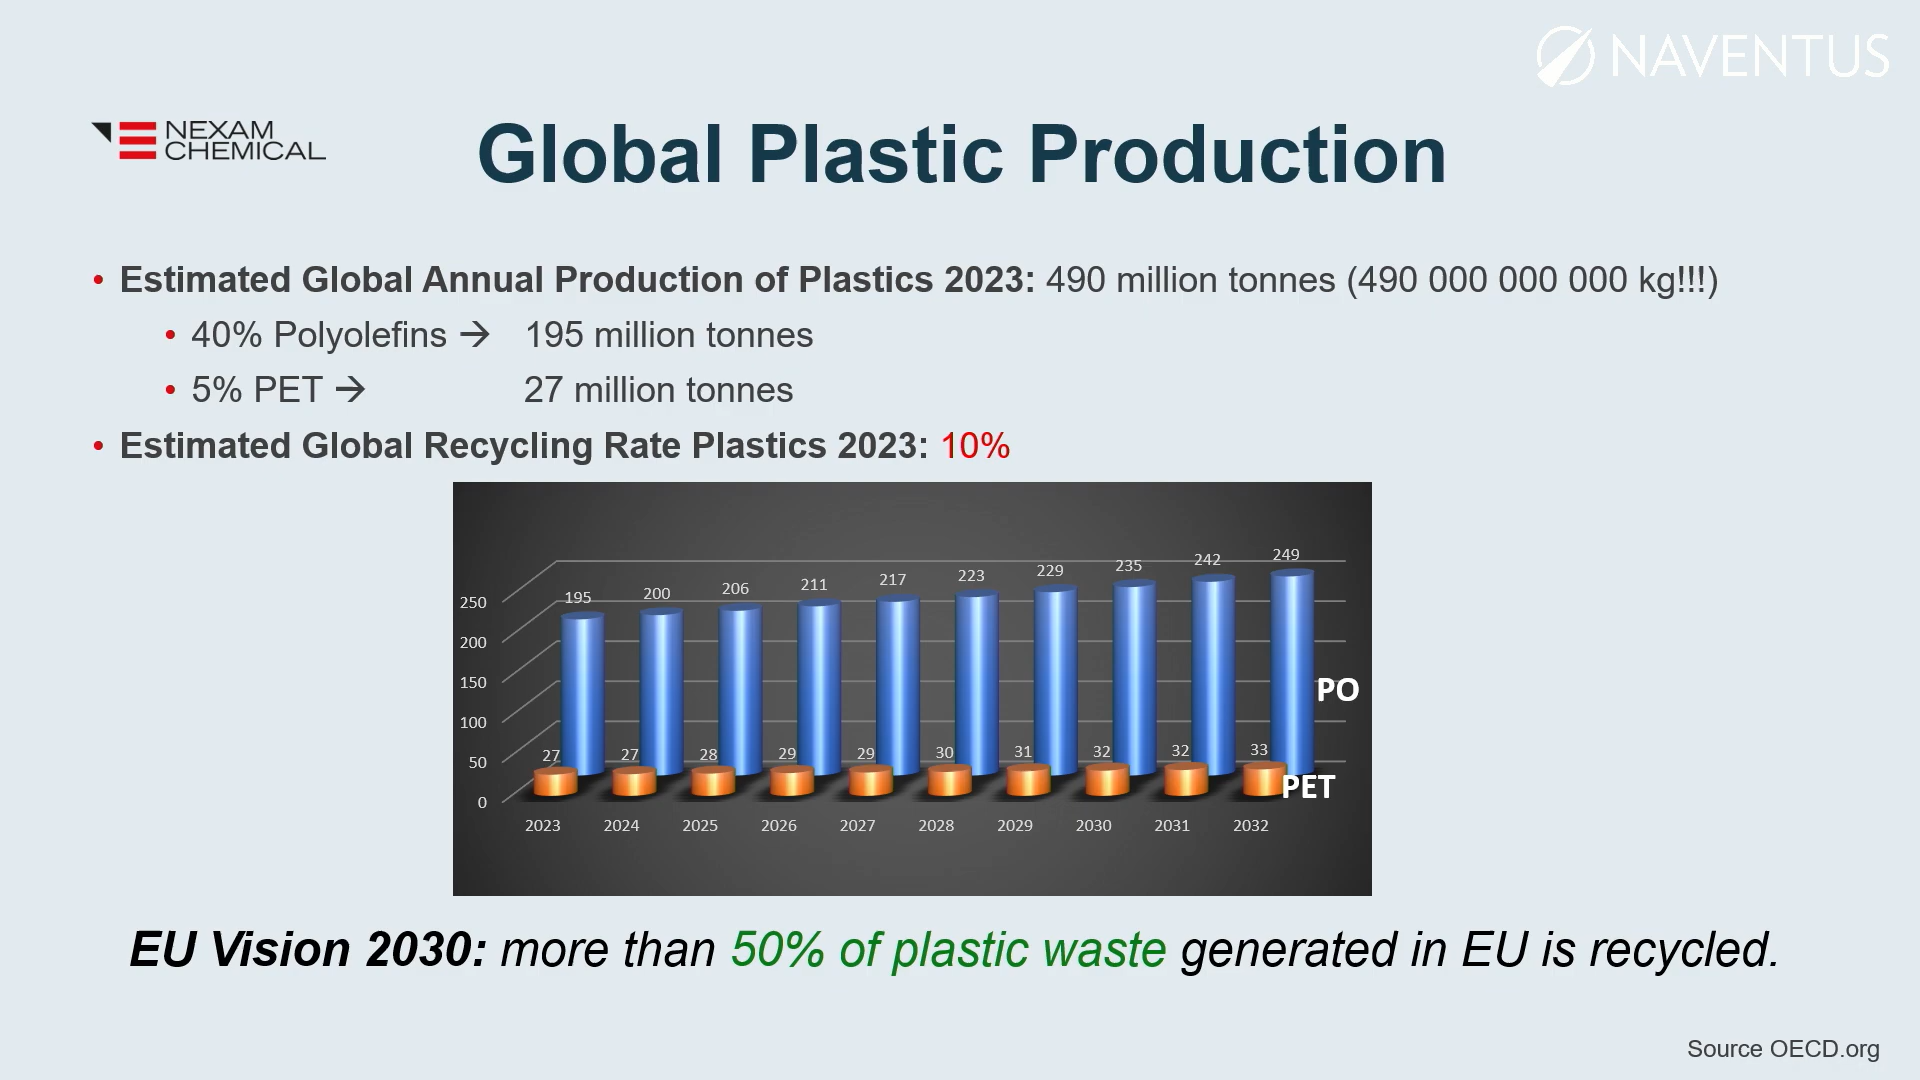 NAVENTUS
NEXAM
CHEMICAL
Global Plastic Production
• Estimated Global Annual Production of Plastics 2023: 490 million tonnes (490 000 000 000 kg!!!)
• 40% Polyolefins → 195 million tonnes
• 5% PET → 27 million tonnes
• Estimated Global Recycling Rate Plastics 2023: 10%
195 200 206 211 217 223 229 235 242 249
250
200
150
100
50
0
PO
27 27 28 29 29 30 31 32 32 33
PET
2023 2024 2025 2026 2027 2028 2029 2030 2031 2032
EU Vision 2030: more than 50% of plastic waste generated in EU is recycled.
Source OECD.org